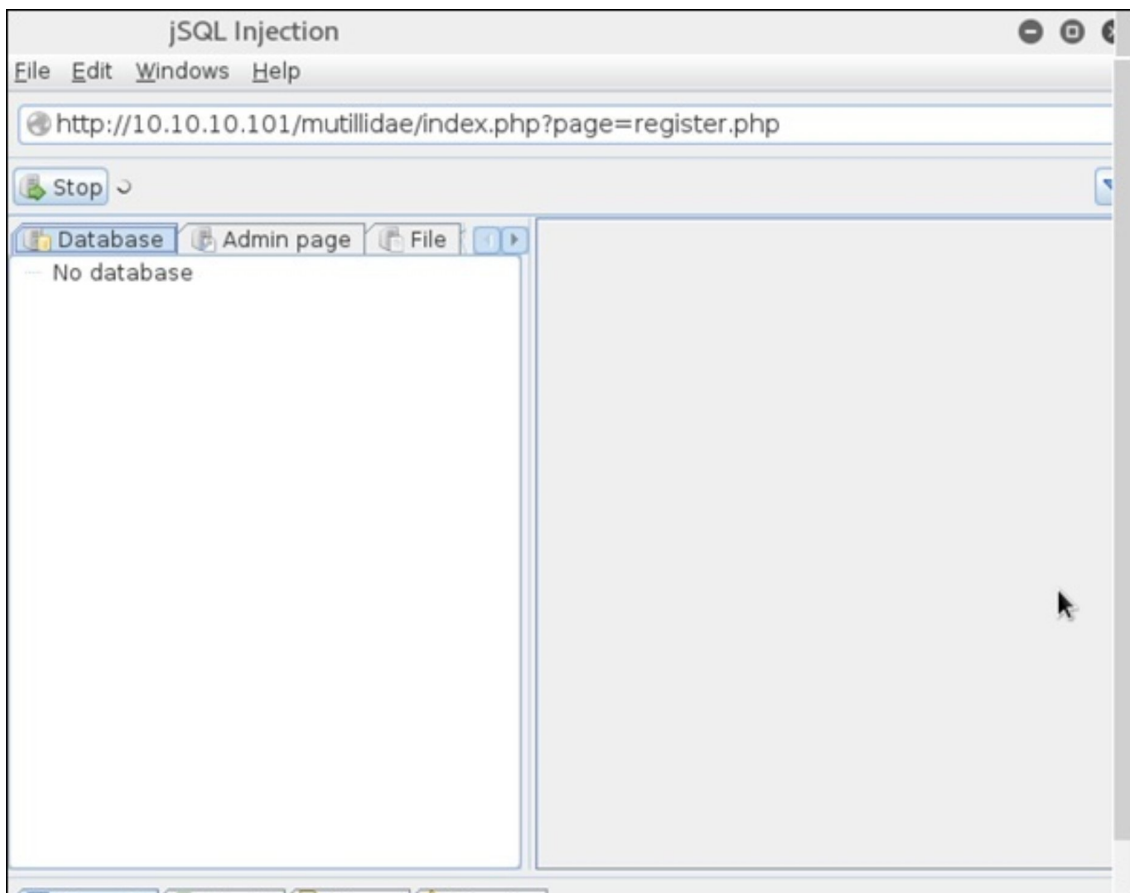 jSQL Injection
File Edit Windows Help
http://10.10.10.101/mutillidae/index.php?page=register.php
Stop
Database Admin page File
No database